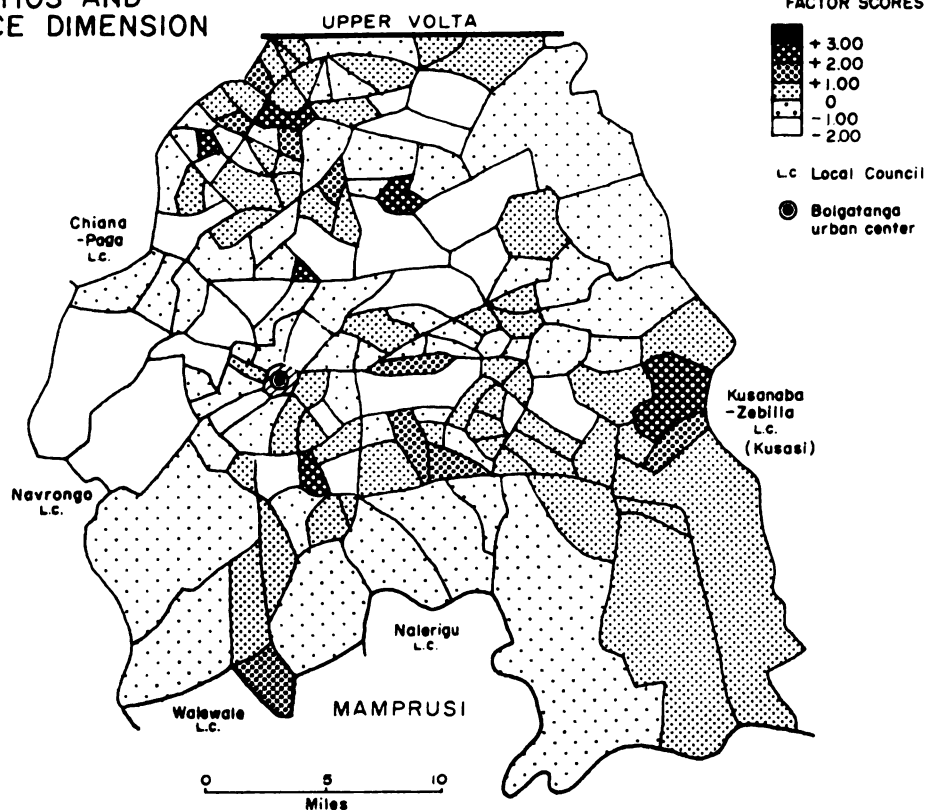 AND
DIMENSION
UPPER VOLTA
FACTOR SCORES
+ 3.00
+ 2.00
+ 1.00
0
- 1.00
- 2.00
L.C Local Council
Bolgatanga
urban center
Chiana
-Paga
L.C.
Kusanaba
-Zebilla
L.C.
(Kusasi)
Navrongo
L.C.
Nalerigu
L.C.
MAMPRUSI
Walewale
L.C.
0 5 10
Miles